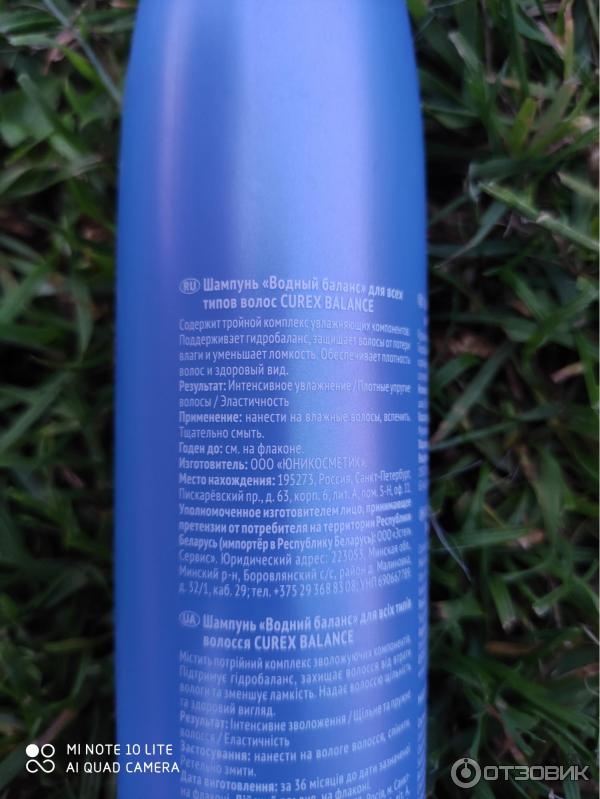 RU Шампунь «Водный баланс» для всех
типов волос CUREX BALANCE
Содержит тройной комплекс увлажняющих компонентов.
Поддерживает гидробаланс, защищает волосы от потери
влаги и уменьшает ломкость. Обеспечивает плотность
волос и здоровый вид.
Результат: Интенсивное увлажнение / Плотные упругие
волосы / Эластичность
Применение: нанести на влажные волосы, вспенить.
Тщательно смыть.
Годен до: см. на флаконе.
Изготовитель: ООО «ЮНИКОСМЕТИК».
Место нахождения: 195273, Россия, Санкт-Петербург,
Пискарёвский пр., д. 63, корп. 6, лит. А, пом. 5-Н, оф. 11.
Уполномоченное изготовителем лицо, принимающее
претензии от потребителя на территории Республики
Беларусь (импортёр в Республику Беларусь): ООО «Эстель
Сервис». Юридический адрес: 223053, Минская обл.,
Минский р-н, Боровлянский с/с, район д. Малиновка,
д. 32/1, каб. 29; тел. +375 29 368 83 08; УНП 690667789.
UA Шампунь «Водний баланс» для всіх типів
волосся CUREX BALANCE
Містить потрійний комплекс зволожуючих компонентів.
Підтримує гідробаланс, захищає волосся від втрати
вологи та зменшує ламкість. Надає волоссю щільність
та здоровий вигляд.
Результат: Інтенсивне зволоження / Щільне та пружне
волосся / Еластичність
Застосування: нанести на вологе волосся, спінити.
Ретельно змити.
Дата виготовлення: за 36 місяців до дати зазначеної
на флаконі.
MI NOTE 10 LITE
AI QUAD CAMERA
ОТЗОВИК